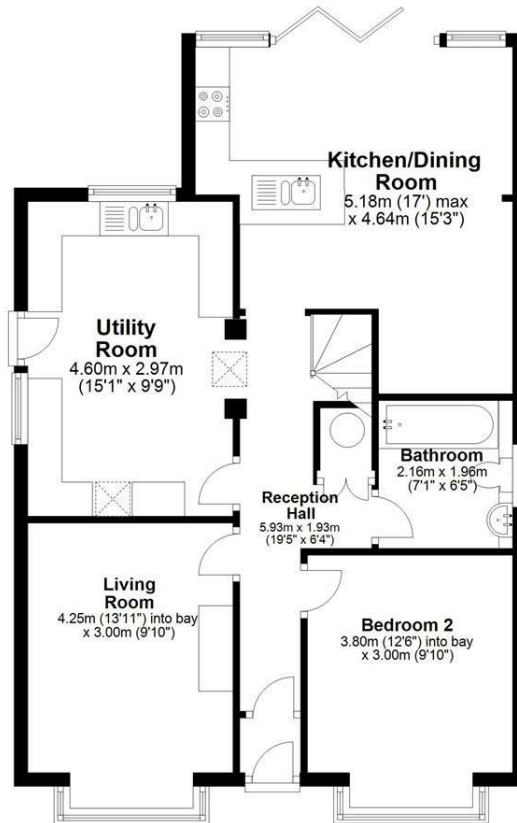 Kitchen/Dining
Room
5.18m (17') max
x 4.64m (15'3")
Utility
Room
4.60m x 2.97m
(15'1" x 9'9")
Bathroom
2.16m x 1.96m
(7'1" x 6'5")
Reception
Hall
5.93m x 1.93m
(19'5" x 6'4")
Living
Room
4.25m (13'11") into bay
x 3.00m (9'10")
Bedroom 2
3.80m (12'6") into bay
x 3.00m (9'10")